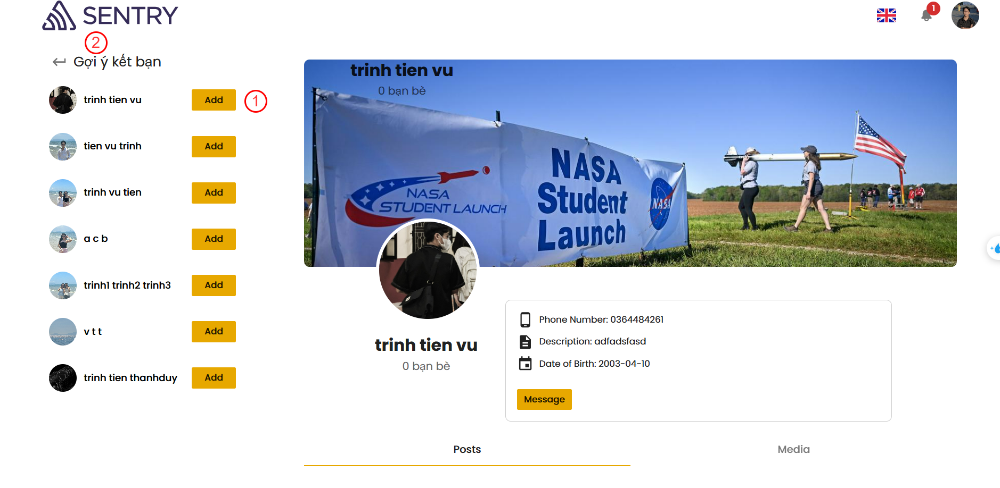 SENTRY
1
2
Gợi ý kết bạn
trinh tien vu
Add
1
tien vu trinh
Add
trinh vu tien
Add
a c b
Add
trinh1 trinh2 trinh3
Add
v t t
Add
trinh tien thanhduy
Add
trinh tien vu
0 bạn bè
NASA
STUDENT LAUNCH
NASA
Student
Launch
NASA
trinh tien vu
0 bạn bè
Phone Number: 0364484261
Description: adfadsfasd
Date of Birth: 2003-04-10
Message
Posts
Media